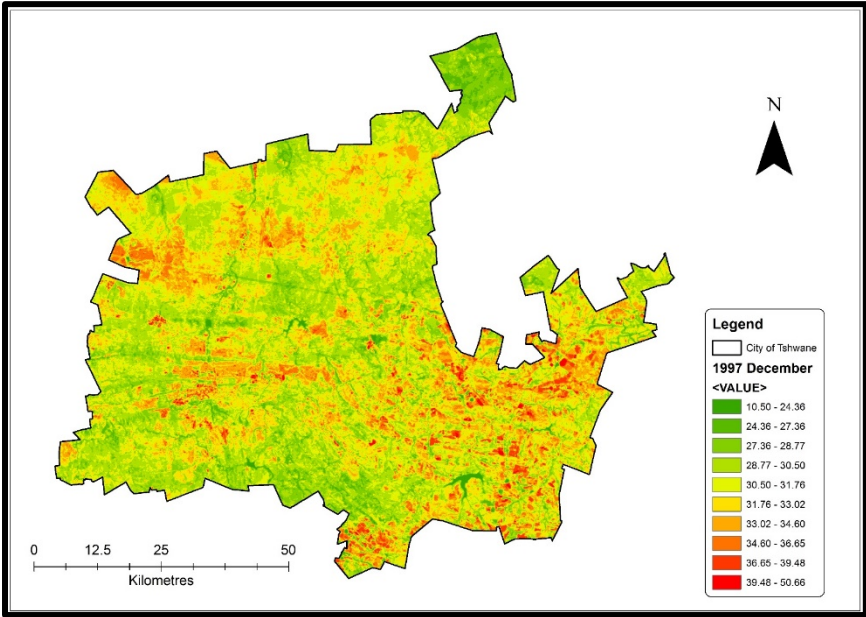 N
Legend
City of Tshwane
1997 December
<VALUE>
10.50 - 24.36
24.36 - 27.36
27.36 - 28.77
28.77 - 30.50
30.50 - 31.76
31.76 - 33.02
33.02 - 34.60
34.60 - 36.65
36.65 - 39.48
39.48 - 50.66
0 12.5 25 50
Kilometres